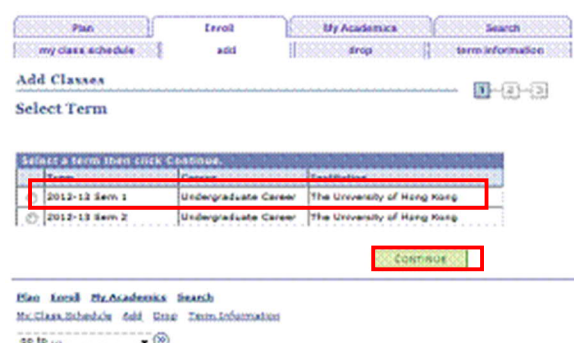 Plan Enroll My Academics Search
my class schedule add drop term information
Add Classes
1 2 3
Select Term
Select a term then click Continue.
Term Career Institution
2012-13 Sem 1 Undergraduate Career The University of Hong Kong
2012-13 Sem 2 Undergraduate Career The University of Hong Kong
CONTINUE
Plan Enroll My Academics Search
My Class Schedule Add Drop Term Information
go to ...